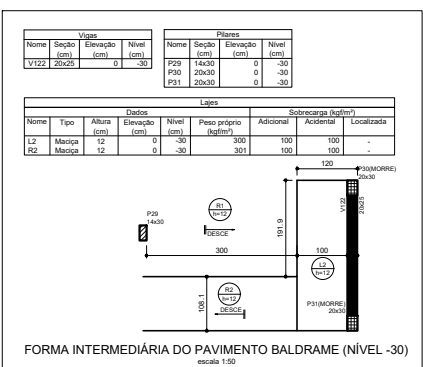 Vigas
Nome Seção Elevação Nível
(cm) (cm) (cm)
V122 20x25 0 -30
Pilares
Nome Seção Elevação Nível
(cm) (cm) (cm)
P29 14x30 0 -30
P30 20x30 0 -30
P31 20x30 0 -30
Lajes
Dados Sobrecarga (kgf/m²)
Nome Tipo Altura Elevação Nível Peso próprio Adicional Acidental Localizada
(cm) (cm) (cm) (kgf/m²)
L2 Maciça 12 0 -30 300 100 100 -
R2 Maciça 12 0 -30 301 100 100 -
120
P30(MORRE)
20x30
V122
20x25
P29
14x30
R1
h=12
DESCE
191.9
300
100
L2
h=12
108.1
R2
h=12
DESCE
P31(MORRE)
20x30
FORMA INTERMEDIÁRIA DO PAVIMENTO BALDRAME (NÍVEL -30)
escala 1:50